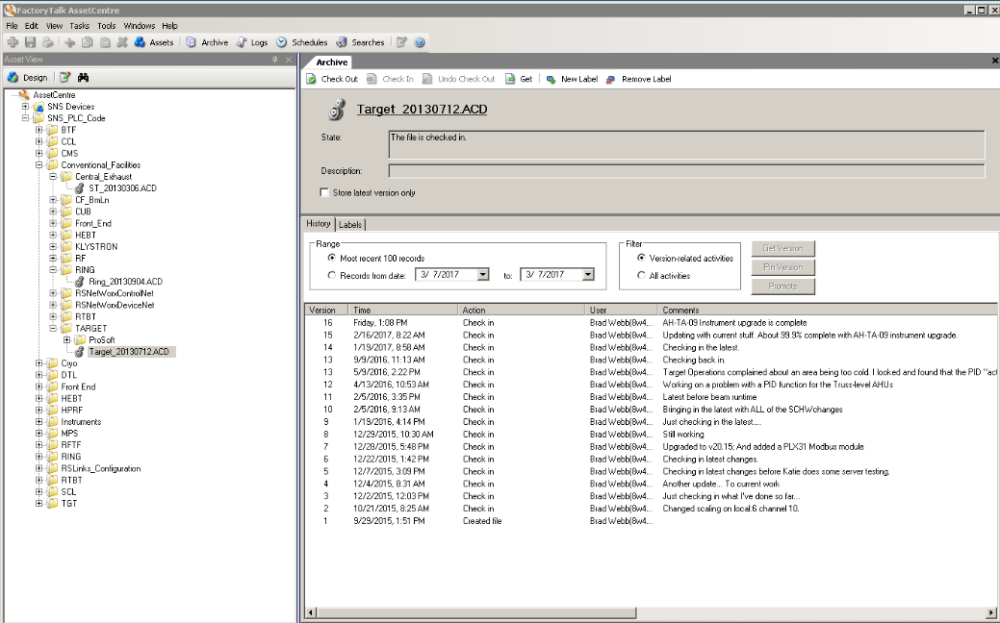 FactoryTalk AssetCentre
File Edit View Tasks Tools Windows Help
Assets Archive Logs Schedules Searches
Asset View
Design
AssetCentre
SNS Devices
SNS_PLC_Code
BTF
CCL
CMS
Conventional_Facilities
Central_Exhaust
ST_20130306.ACD
CF_BmLn
CUB
Front_End
HEBT
KLYSTRON
RF
RING
Ring_20130904.ACD
RSNetWorxControlNet
RSNetWorxDeviceNet
RTBT
TARGET
ProSoft
Target_20130712.ACD
Cryo
DTL
Front End
HEBT
HPRF
Instruments
MPS
RFTF
RING
RSLinks_Configuration
RTBT
SCL
TGT
Archive
Check Out Check In Undo Check Out Get New Label Remove Label
Target_20130712.ACD
State: The file is checked in.
Description:
Store latest version only
History Labels
Range
Most recent 100 records
Records from date: 3/ 7/2017 to: 3/ 7/2017
Filter
Version-related activities
All activities
Get Version
Pin Version
Promote
Version Time Action User Comments
16 Friday, 1:08 PM Check in Brad Webb(8w4... AH-TA-09 Instrument upgrade is complete
15 2/16/2017, 8:22 AM Check in Brad Webb(8w4... Updating with current stuff. About 99.9% complete with AH-TA-09 instrument upgrade.
14 1/19/2017, 8:58 AM Check in Brad Webb(8w4... Checking in the latest.
13 9/9/2016, 11:13 AM Check in Brad Webb(8w4... Checking back in.
13 5/9/2016, 2:22 PM Check in Brad Webb(8w4... Target Operations complained about an area being too cold. I looked and found that the PID "act
12 4/13/2016, 10:53 AM Check in Brad Webb(8w4... Working on a problem with a PID function for the Truss-level AHUs
11 2/5/2016, 3:35 PM Check in Brad Webb(8w4... Latest before beam runtime
10 2/5/2016, 9:13 AM Check in Brad Webb(8w4... Bringing in the latest with ALL of the SCHWchanges
9 1/19/2016, 4:14 PM Check in Brad Webb(8w4... Just checking in the latest....
8 12/29/2015, 10:30 AM Check in Brad Webb(8w4... Still working
7 12/28/2015, 5:48 PM Check in Brad Webb(8w4... Upgraded to v20.15; And added a PLX31 Modbus module
6 12/22/2015, 1:42 PM Check in Brad Webb(8w4... Checking in latest changes.
5 12/7/2015, 3:09 PM Check in Brad Webb(8w4... Checking in latest changes before Katie does some server testing.
4 12/4/2015, 8:31 AM Check in Brad Webb(8w4... Another update... To current work
3 12/2/2015, 12:03 PM Check in Brad Webb(8w4... Just checking in what I've done so far...
2 10/21/2015, 8:25 AM Check in Brad Webb(8w4... Changed scaling on local:6 channel 10.
1 9/29/2015, 1:51 PM Created file Brad Webb(8w4...